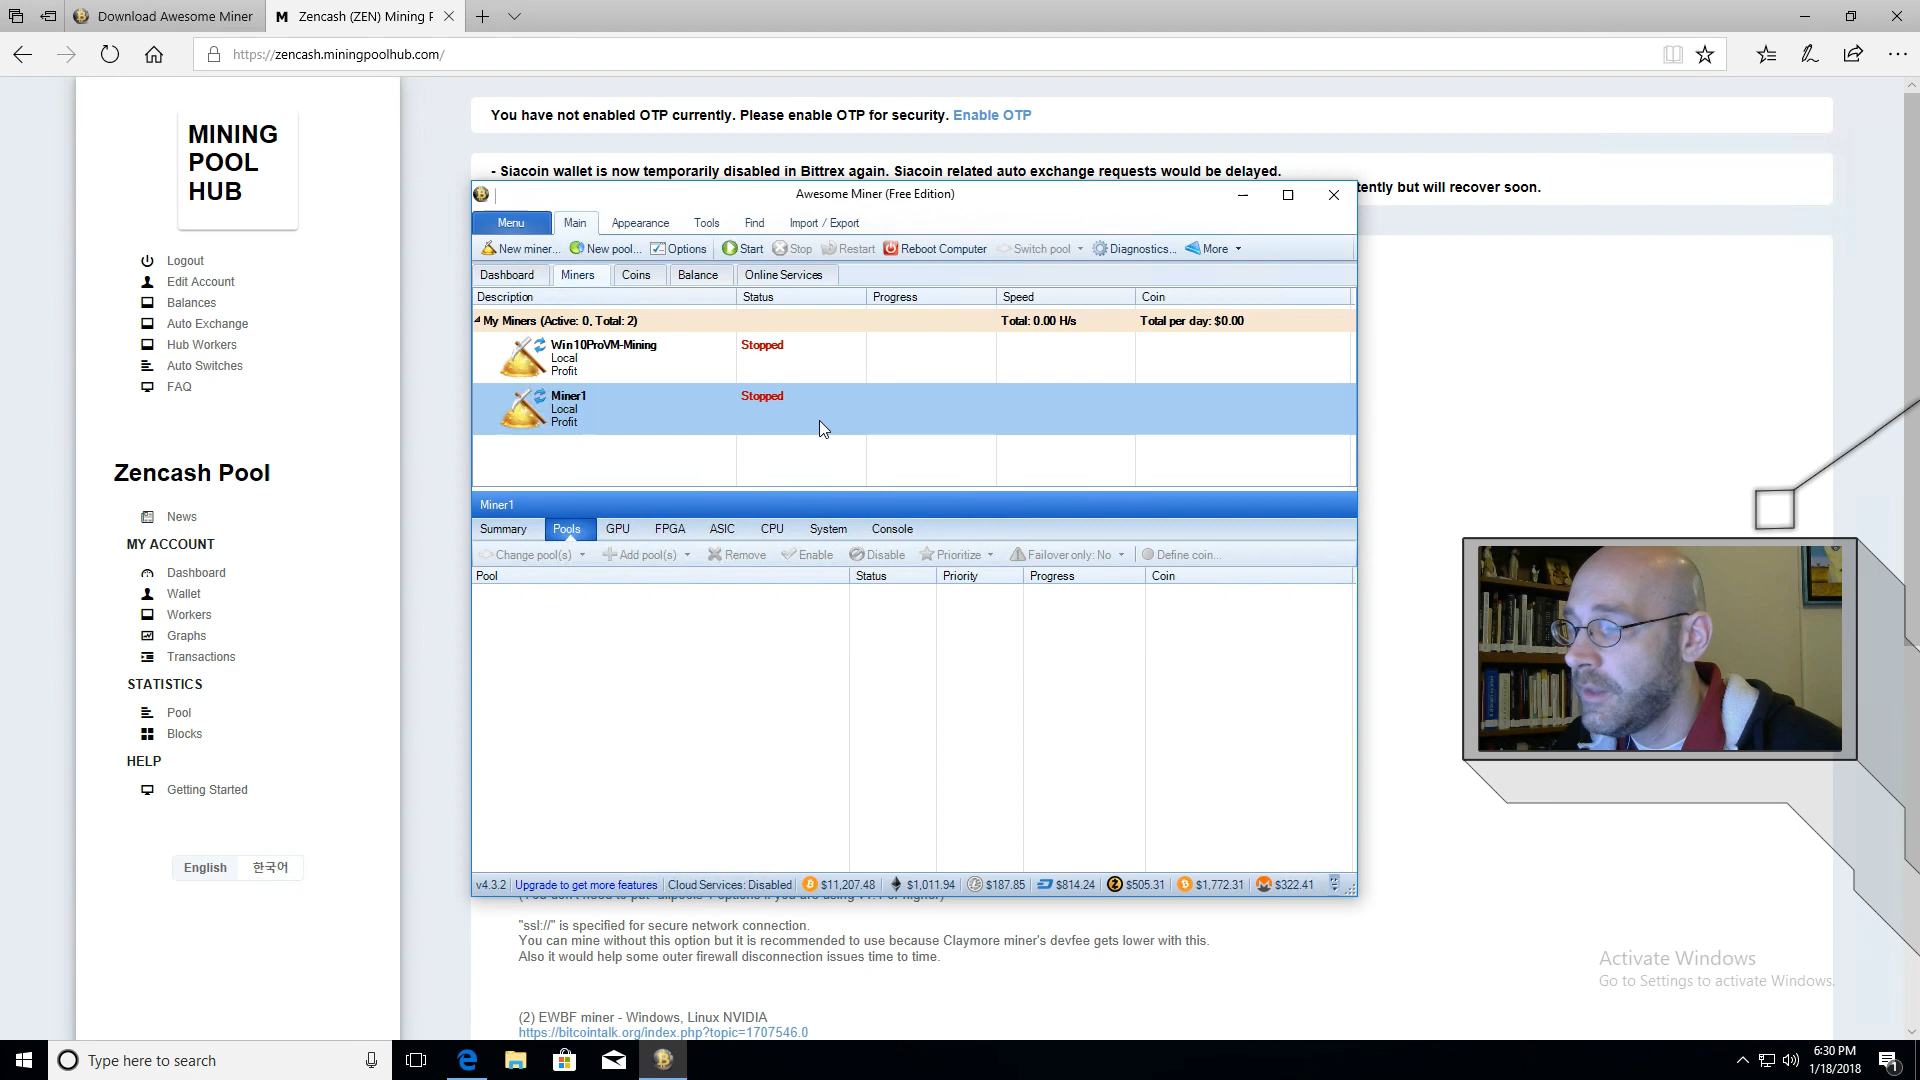 Download Awesome Miner
M Zencash (ZEN) Mining P
https://zencash.miningpoolhub.com/
MINING
POOL
HUB
Logout
Edit Account
Balances
Auto Exchange
Hub Workers
Auto Switches
FAQ
Zencash Pool
News
MY ACCOUNT
Dashboard
Wallet
Workers
Graphs
Transactions
STATISTICS
Pool
Blocks
HELP
Getting Started
English 한국어
You have not enabled OTP currently. Please enable OTP for security. Enable OTP
- Siacoin wallet is now temporarily disabled in Bittrex again. Siacoin related auto exchange requests would be delayed.
tently but will recover soon.
Awesome Miner (Free Edition)
Menu Main Appearance Tools Find Import / Export
New miner... New pool... Options Start Stop Restart Reboot Computer Switch pool Diagnostics... More
Dashboard Miners Coins Balance Online Services
Description Status Progress Speed Coin
My Miners (Active: 0, Total: 2) Total: 0.00 H/s Total per day: $0.00
Win10ProVM-Mining Stopped
Local
Profit
Miner1 Stopped
Local
Profit
Miner1
Summary Pools GPU FPGA ASIC CPU System Console
Change pool(s) Add pool(s) Remove Enable Disable Prioritize Failover only: No Define coin...
Pool Status Priority Progress Coin
v4.3.2 Upgrade to get more features Cloud Services: Disabled $11,207.48 $1,011.94 $187.85 $814.24 $505.31 $1,772.31 $322.41
"ssl://" is specified for secure network connection.
You can mine without this option but it is recommended to use because Claymore miner's devfee gets lower with this.
Also it would help some outer firewall disconnection issues time to time.
(2) EWBF miner - Windows, Linux NVIDIA
https://bitcointalk.org/index.php?topic=1707546.0
Activate Windows
Go to Settings to activate Windows.
Type here to search
6:30 PM
1/18/2018
1